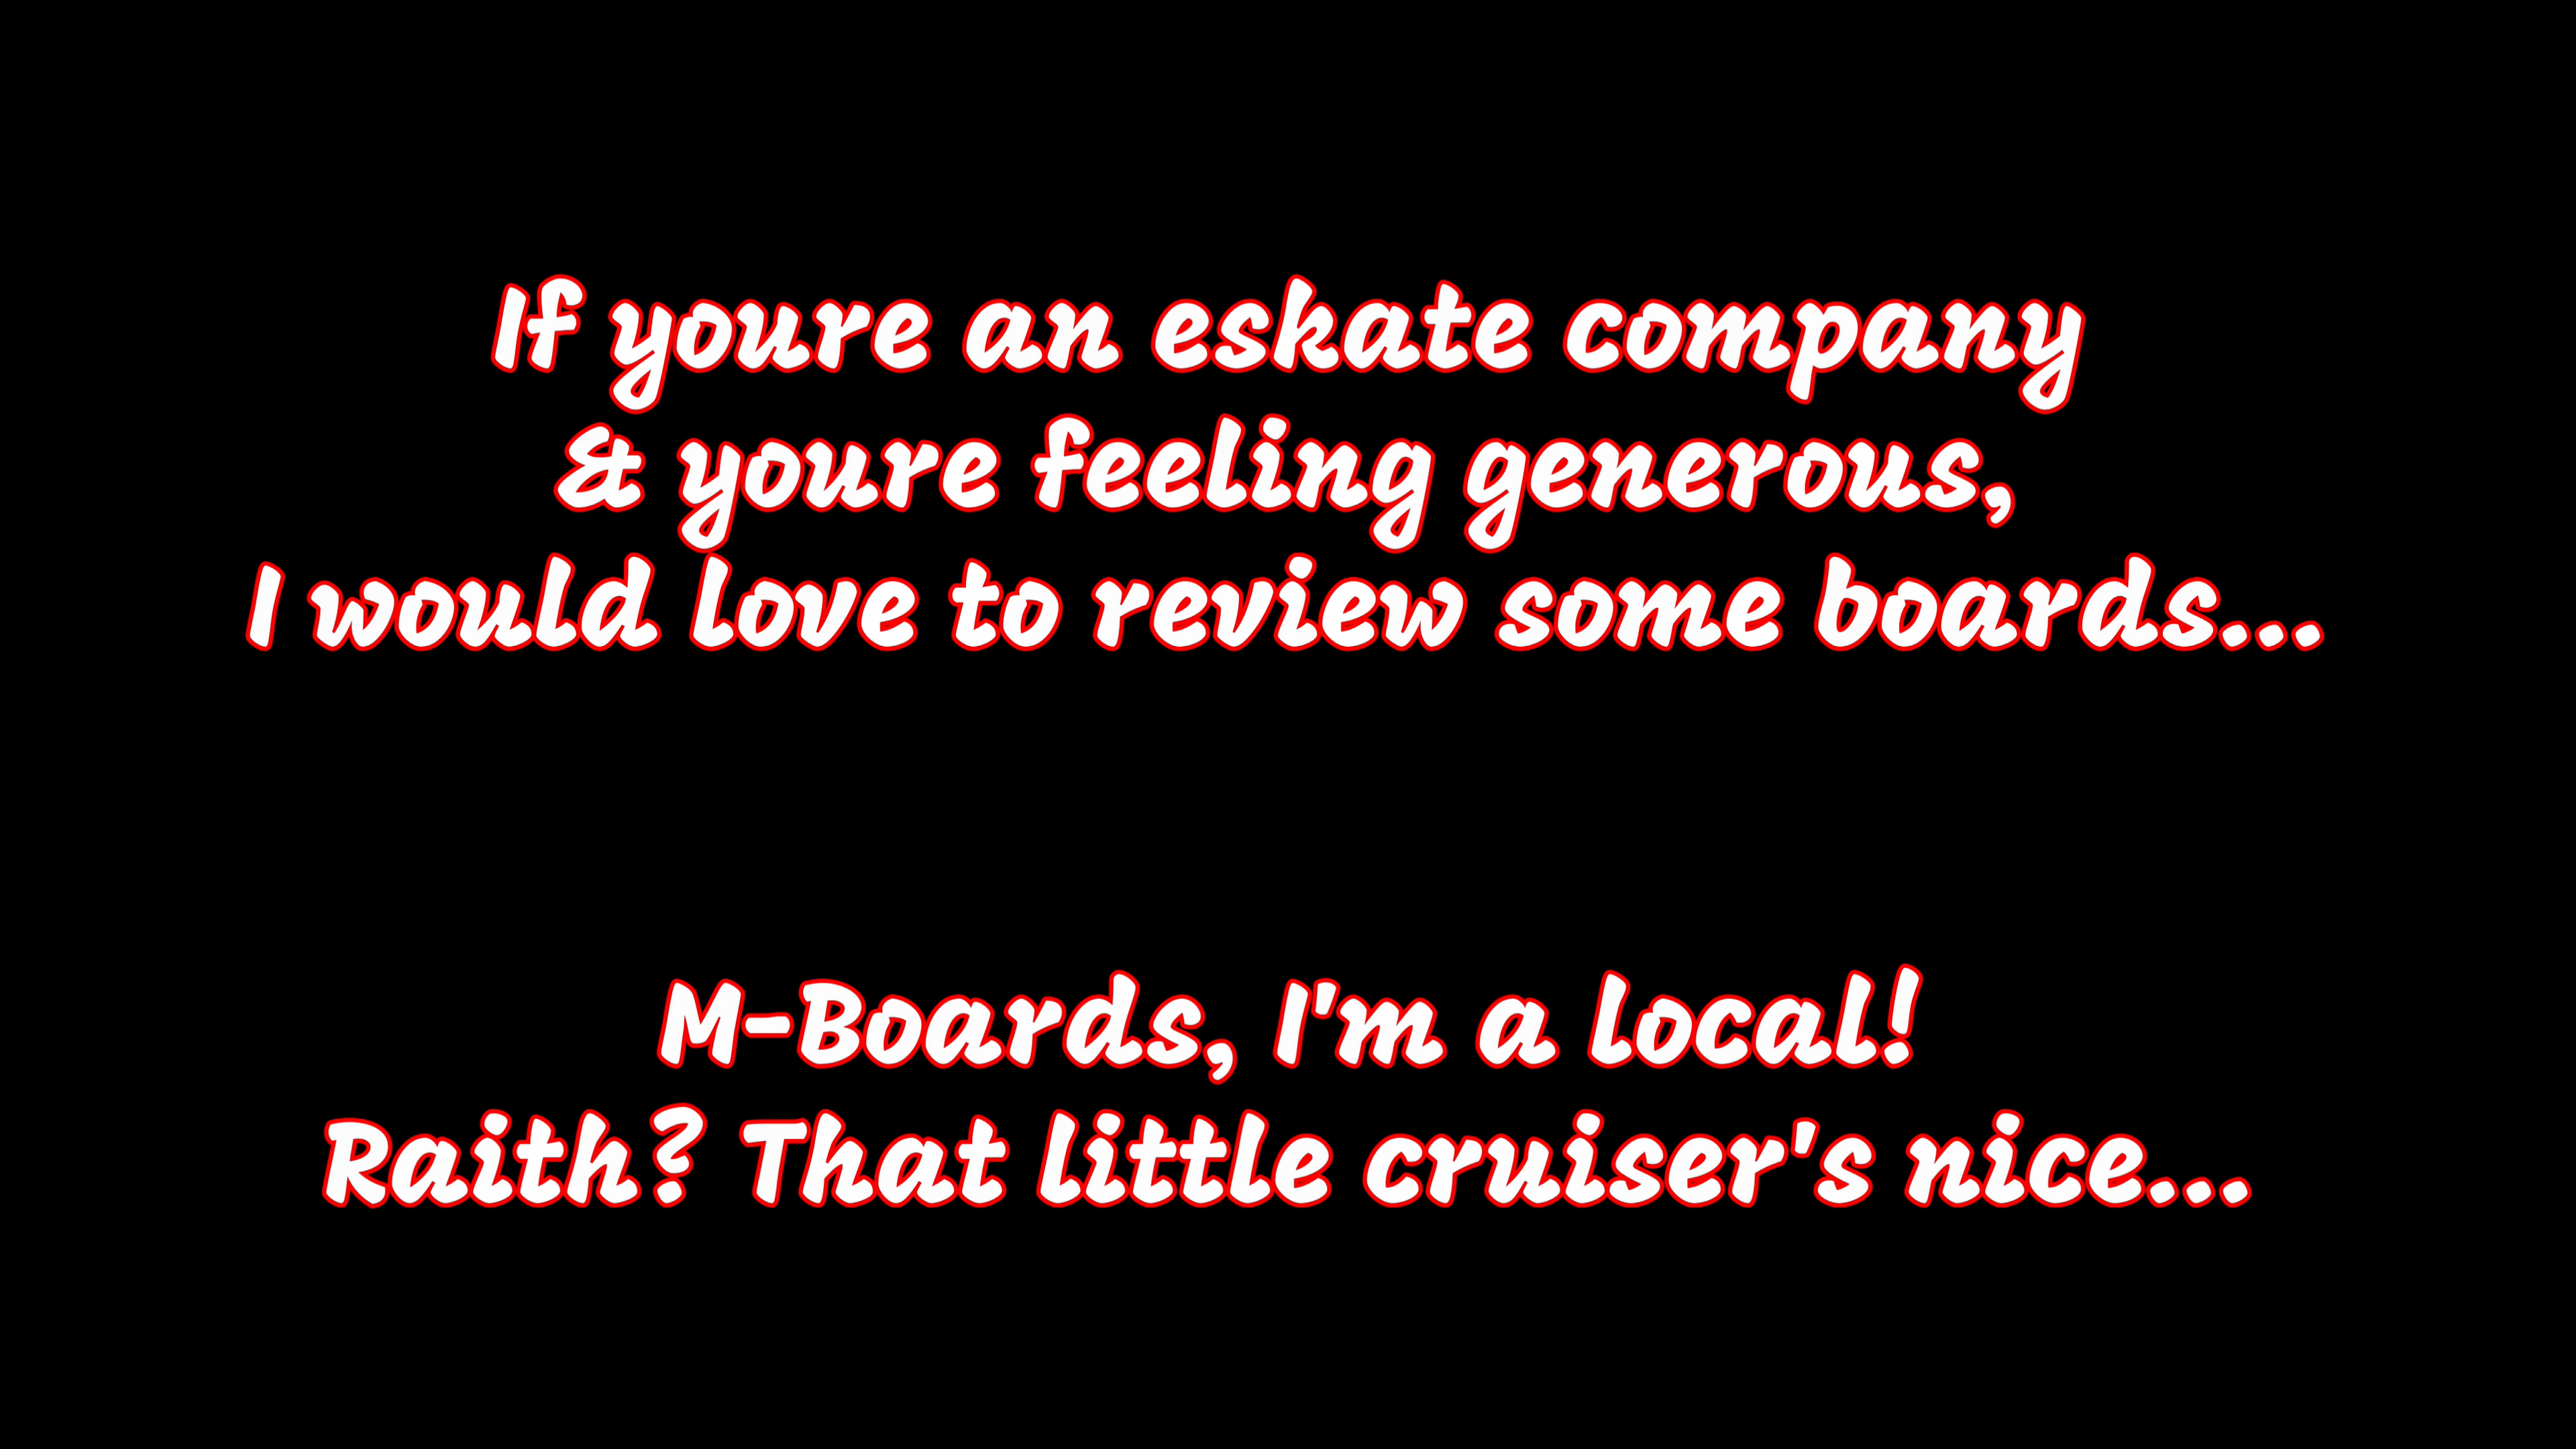 If youre an eskate company
& youre feeling generous,
I would love to review some boards...
M-Boards, I'm a local!
Raith? That little cruiser's nice...